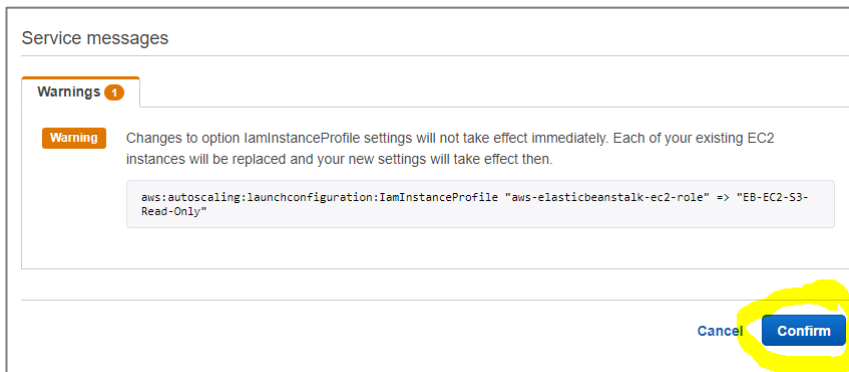 Service messages
Warnings 1
Warning
Changes to option IamInstanceProfile settings will not take effect immediately. Each of your existing EC2
instances will be replaced and your new settings will take effect then.
aws:autoscaling:launchconfiguration:IamInstanceProfile "aws-elasticbeanstalk-ec2-role" => "EB-EC2-S3-
Read-Only"
Cancel Confirm